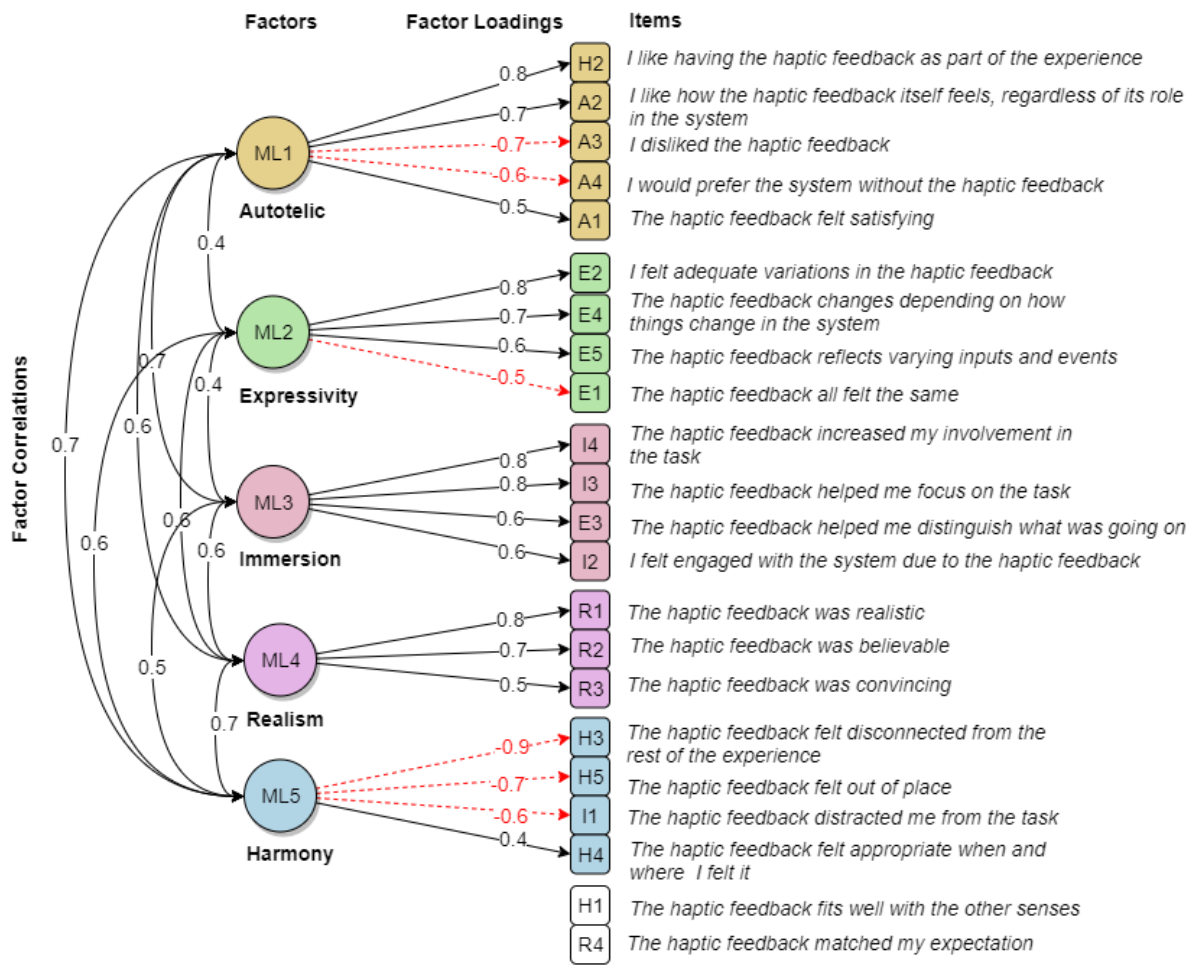 Factors Factor Loadings Items
H2 I like having the haptic feedback as part of the experience
0.8
A2 I like how the haptic feedback itself feels, regardless of its role
in the system
0.7
ML1
-0.7
A3 I disliked the haptic feedback
-0.6
A4 I would prefer the system without the haptic feedback
0.5
A1 The haptic feedback felt satisfying
Autotelic
0.4
E2 I felt adequate variations in the haptic feedback
0.8
E4 The haptic feedback changes depending on how
things change in the system
0.7
ML2
0.6
E5 The haptic feedback reflects varying inputs and events
-0.5
E1 The haptic feedback all felt the same
Expressivity
0.7
0.4
0.6
0.7
Factor Correlations
I4 The haptic feedback increased my involvement in
the task
0.8
0.8
I3 The haptic feedback helped me focus on the task
ML3
0.6
E3 The haptic feedback helped me distinguish what was going on
0.6
I2 I felt engaged with the system due to the haptic feedback
Immersion
0.6
0.6
0.6
R1 The haptic feedback was realistic
0.8
R2 The haptic feedback was believable
0.7
ML4
0.5
R3 The haptic feedback was convincing
Realism
0.5
0.7
H3 The haptic feedback felt disconnected from the
rest of the experience
-0.9
H5 The haptic feedback felt out of place
-0.7
ML5
-0.6
I1 The haptic feedback distracted me from the task
0.4
H4 The haptic feedback felt appropriate when and
where I felt it
Harmony
H1 The haptic feedback fits well with the other senses
R4 The haptic feedback matched my expectation